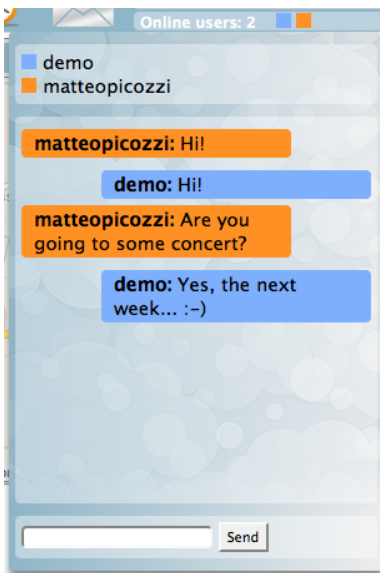 Online users: 2
demo
matteopicozzi
matteopicozzi: Hi!
demo: Hi!
matteopicozzi: Are you
going to some concert?
demo: Yes, the next
week... :-)
Send